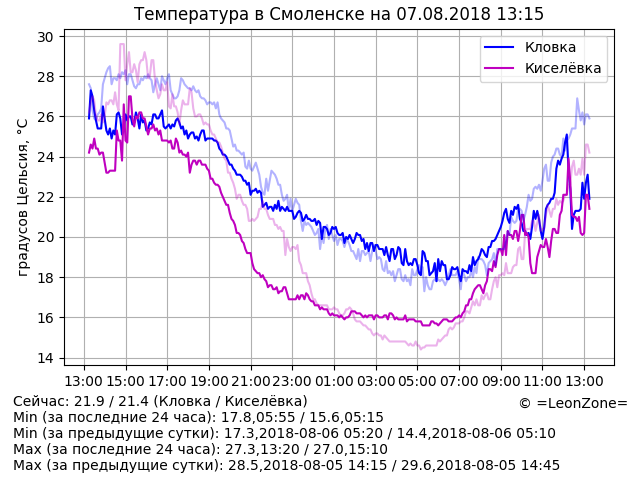 Температура в Смоленске на 07.08.2018 13:15
градусов Цельсия, °C
30
28
26
24
22
20
18
16
14
Кловка
Киселёвка
13:00 15:00 17:00 19:00 21:00 23:00 01:00 03:00 05:00 07:00 09:00 11:00 13:00
Сейчас: 21.9 / 21.4 (Кловка / Киселёвка)
© =LeonZone=
Min (за последние 24 часа): 17.8,05:55 / 15.6,05:15
Min (за предыдущие сутки): 17.3,2018-08-06 05:20 / 14.4,2018-08-06 05:10
Max (за последние 24 часа): 27.3,13:20 / 27.0,15:10
Max (за предыдущие сутки): 28.5,2018-08-05 14:15 / 29.6,2018-08-05 14:45